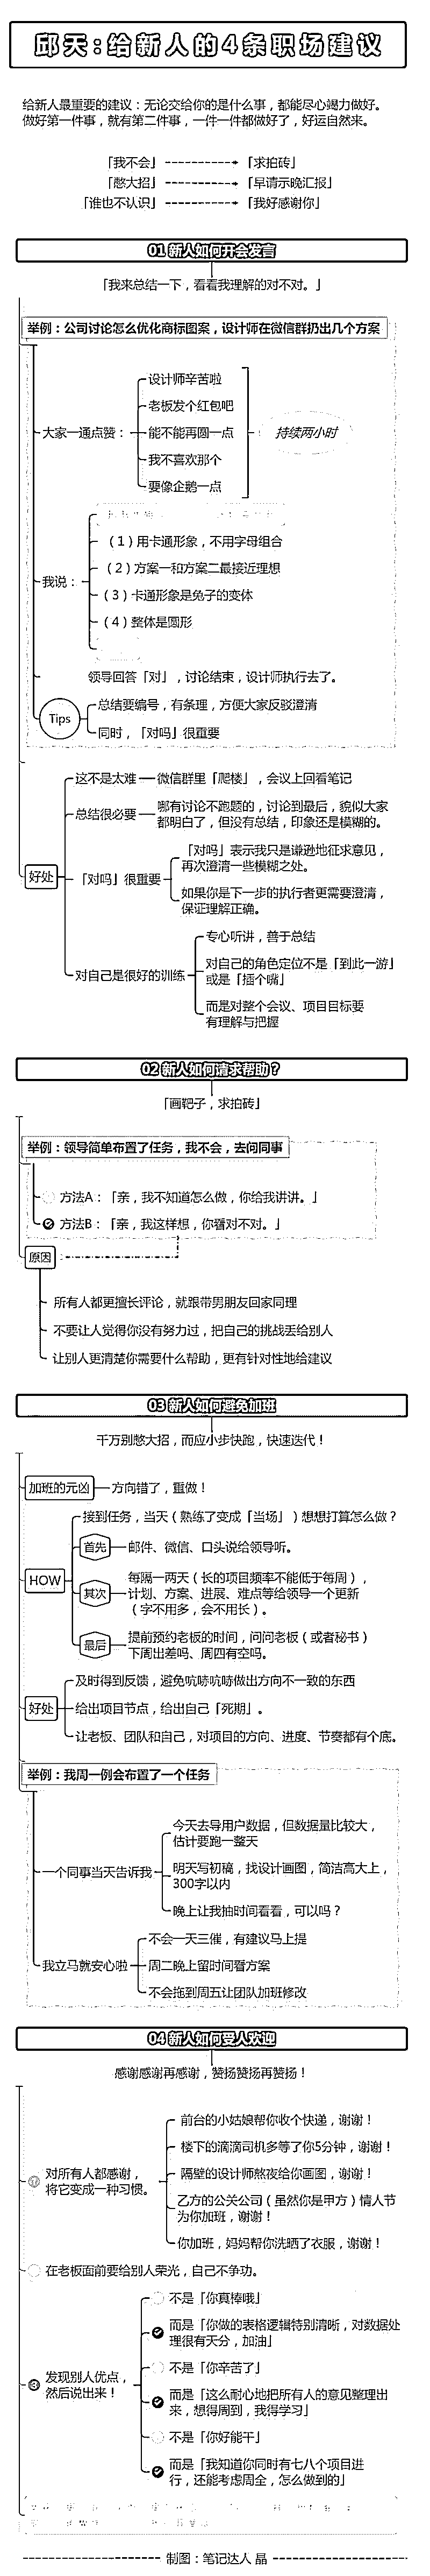 邱天:给新人的4条职场建议
给新人最重要的建议：无论交给你的是什么事，都能尽心竭力做好。
做好第一件事，就有第二件事，一件一件都做好了，好运自然来。
「我不会」 「求拍砖」
「憋大招」 「早请示晚汇报」
「谁也不认识」 「我好感谢你」
01 新人如何开会发言
「我来总结一下，看看我理解的对不对。」
举例：公司讨论怎么优化商标图案，设计师在微信群扔出几个方案
大家一通点赞：
设计师辛苦啦
老板发个红包吧
能不能再圆一点
我不喜欢那个
要像企鹅一点
持续两小时
我说：
（1）用卡通形象，不用字母组合
（2）方案一和方案二最接近理想
（3）卡通形象是兔子的变体
（4）整体是圆形
领导回答「对」，讨论结束，设计师执行去了。
Tips
总结要编号，有条理，方便大家反驳澄清
同时，「对吗」很重要
好处
这不是太难
微信群里「爬楼」，会议上回看笔记
总结很必要
哪有讨论不跑题的，讨论到最后，貌似大家
都明白了，但没有总结，印象还是模糊的。
「对吗」很重要
「对吗」表示我只是谦逊地征求意见，
再次澄清一些模糊之处。
如果你是下一步的执行者更需要澄清，
保证理解正确。
对自己是很好的训练
专心听讲，善于总结
对自己的角色定位不是「到此一游」
或是「插个嘴」
而是对整个会议、项目目标要
有理解与把握
02 新人如何请求帮助？
「画靶子，求拍砖」
举例：领导简单布置了任务，我不会，去问同事
方法A：「亲，我不知道怎么做，你给我讲讲。」
方法B：「亲，我这样想，你看对不对。」
原因
所有人都更擅长评论，就跟带男朋友回家同理
不要让人觉得你没有努力过，把自己的挑战丢给别人
让别人更清楚你需要什么帮助，更有针对性地给建议
03 新人如何避免加班
千万别憋大招，而应小步快跑，快速迭代！
加班的元凶
方向错了，重做！
HOW
接到任务，当天（熟练了变成「当场」）想想打算怎么做？
首先
邮件、微信、口头说给领导听。
其次
每隔一两天（长的项目频率不能低于每周），
计划、方案、进展、难点等给领导一个更新
（字不用多，会不用长）。
最后
提前预约老板的时间，问问老板（或者秘书）
下周出差吗、周四有空吗。
好处
及时得到反馈，避免吭哧吭哧做出方向不一致的东西
给出项目节点，给出自己「死期」。
让老板、团队和自己，对项目的方向、进度、节奏都有个底。
举例：我周一例会布置了一个任务
一个同事当天告诉我
今天去导用户数据，但数据量比较大，
估计要跑一整天
明天写初稿，找设计画图，简洁高大上，
300字以内
晚上让我抽时间看看，可以吗？
我立马就安心啦
不会一天三催，有建议马上提
周二晚上留时间看方案
不会拖到周五让团队加班修改
04 新人如何受人欢迎
感谢感谢再感谢，赞扬赞扬再赞扬！
对所有人都感谢，
将它变成一种习惯。
前台的小姑娘帮你收个快递，谢谢！
楼下的滴滴司机多等了你5分钟，谢谢！
隔壁的设计师熬夜给你画图，谢谢！
乙方的公关公司（虽然你是甲方）情人节
为你加班，谢谢！
你加班，妈妈帮你洗晒了衣服，谢谢！
在老板面前要给别人荣光，自己不争功。
发现别人优点，
然后说出来！
不是「你真棒哦」
而是「你做的表格逻辑特别清晰，对数据处
理很有天分，加油」
不是「你辛苦了」
而是「这么耐心地把所有人的意见整理出
来，想得周到，我得学习」
不是「你好能干」
而是「我知道你同时有七八个项目进
行，还能考虑周全，怎么做到的」
制图：笔记达人 晶